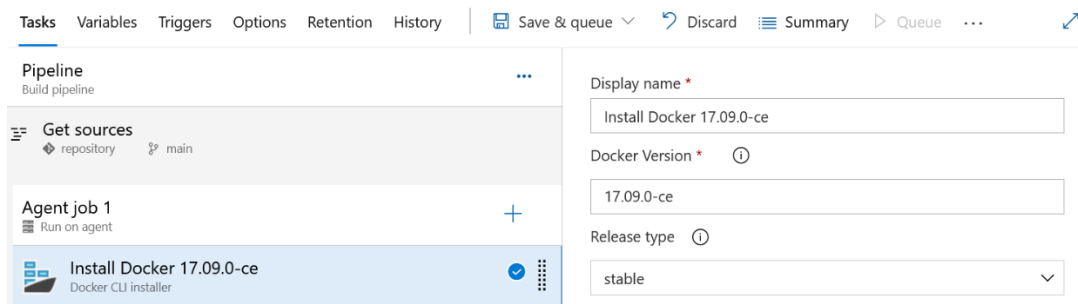 Tasks Variables Triggers Options Retention History Save & queue Discard Summary Queue ...
Pipeline
Build pipeline
Get sources
repository main
Agent job 1
Run on agent
Install Docker 17.09.0-ce
Docker CLI installer
Display name *
Install Docker 17.09.0-ce
Docker Version *
17.09.0-ce
Release type
stable